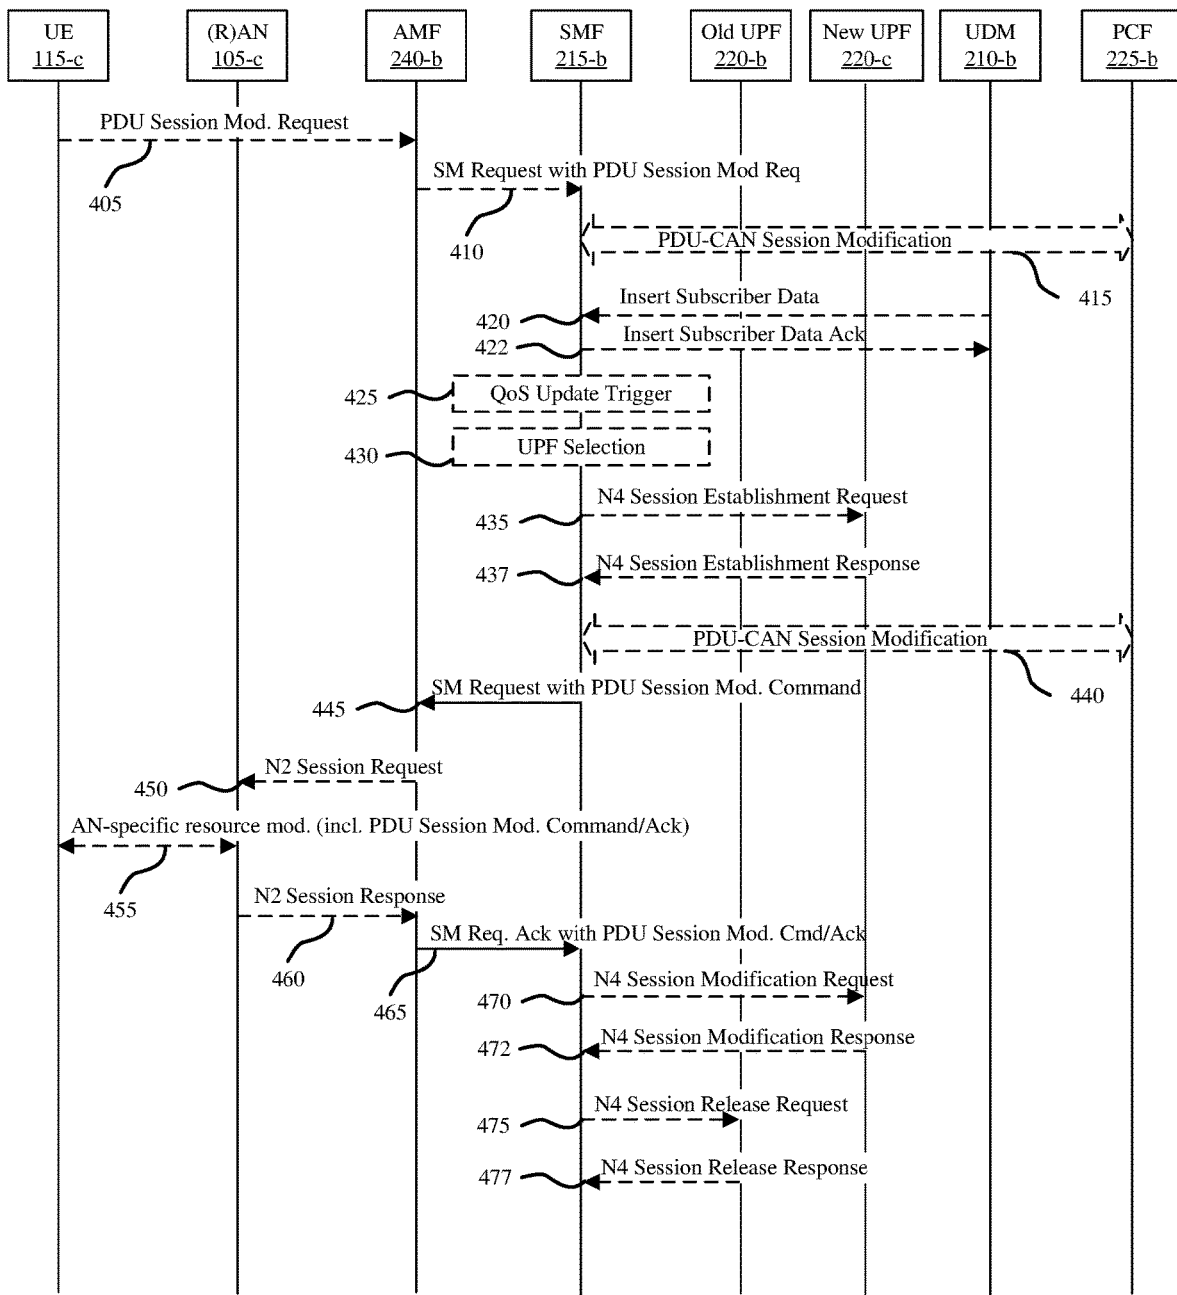 UE
115-c
(R)AN
105-c
AMF
240-b
SMF
215-b
Old UPF
220-b
New UPF
220-c
UDM
210-b
PCF
225-b
PDU Session Mod. Request
405
SM Request with PDU Session Mod Req
410
PDU-CAN Session Modification
415
Insert Subscriber Data
420
Insert Subscriber Data Ack
422
QoS Update Trigger
425
UPF Selection
430
N4 Session Establishment Request
435
N4 Session Establishment Response
437
PDU-CAN Session Modification
440
SM Request with PDU Session Mod. Command
445
N2 Session Request
450
AN-specific resource mod. (incl. PDU Session Mod. Command/Ack)
455
N2 Session Response
460
SM Req. Ack with PDU Session Mod. Cmd/Ack
465
N4 Session Modification Request
470
N4 Session Modification Response
472
N4 Session Release Request
475
N4 Session Release Response
477